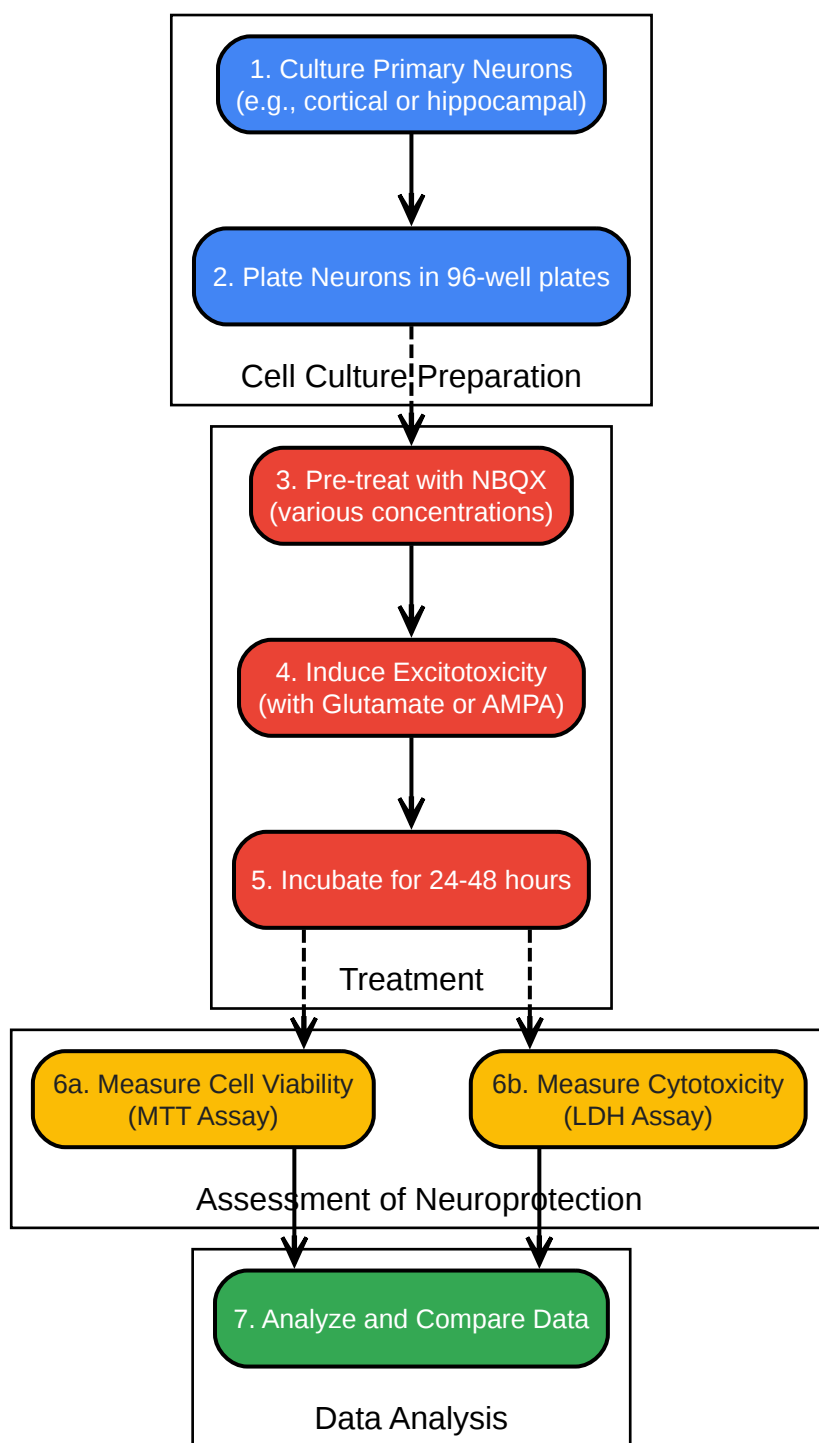 1. Culture Primary Neurons
(e.g., cortical or hippocampal)
2. Plate Neurons in 96-well plates
Cell Culture Preparation
3. Pre-treat with NBQX
(various concentrations)
4. Induce Excitotoxicity
(with Glutamate or AMPA)
5. Incubate for 24-48 hours
Treatment
6a. Measure Cell Viability
(MTT Assay)
6b. Measure Cytotoxicity
(LDH Assay)
Assessment of Neuroprotection
7. Analyze and Compare Data
Data Analysis